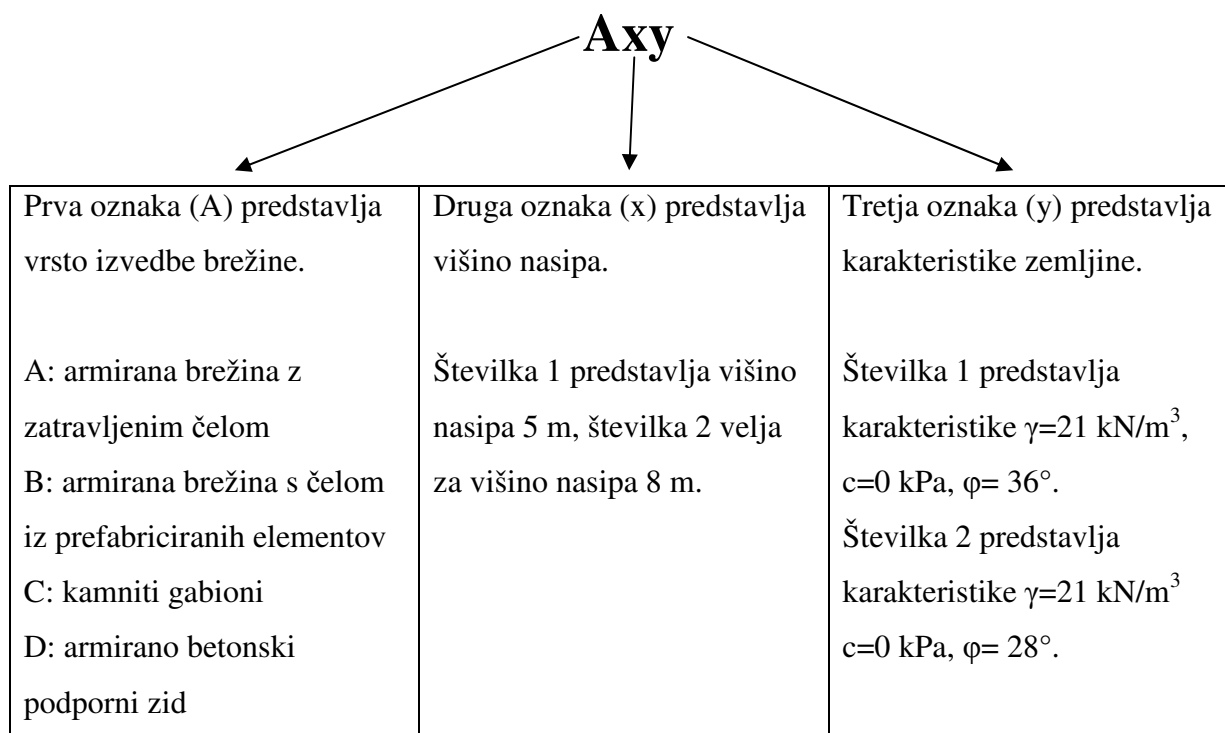 Axy
Prva oznaka (A) predstavlja
vrsto izvedbe brežine.
A: armirana brežina z
zatravljenim čelom
B: armirana brežina s čelom
iz prefabriciranih elementov
C: kamniti gabioni
D: armirano betonski
podporni zid
Druga oznaka (x) predstavlja
višino nasipa.
Številka 1 predstavlja višino
nasipa 5 m, številka 2 velja
za višino nasipa 8 m.
Tretja oznaka (y) predstavlja
karakteristike zemljine.
Številka 1 predstavlja
karakteristike γ=21 kN/m³,
c=0 kPa, φ= 36°.
Številka 2 predstavlja
karakteristike γ=21 kN/m³
c=0 kPa, φ= 28°.